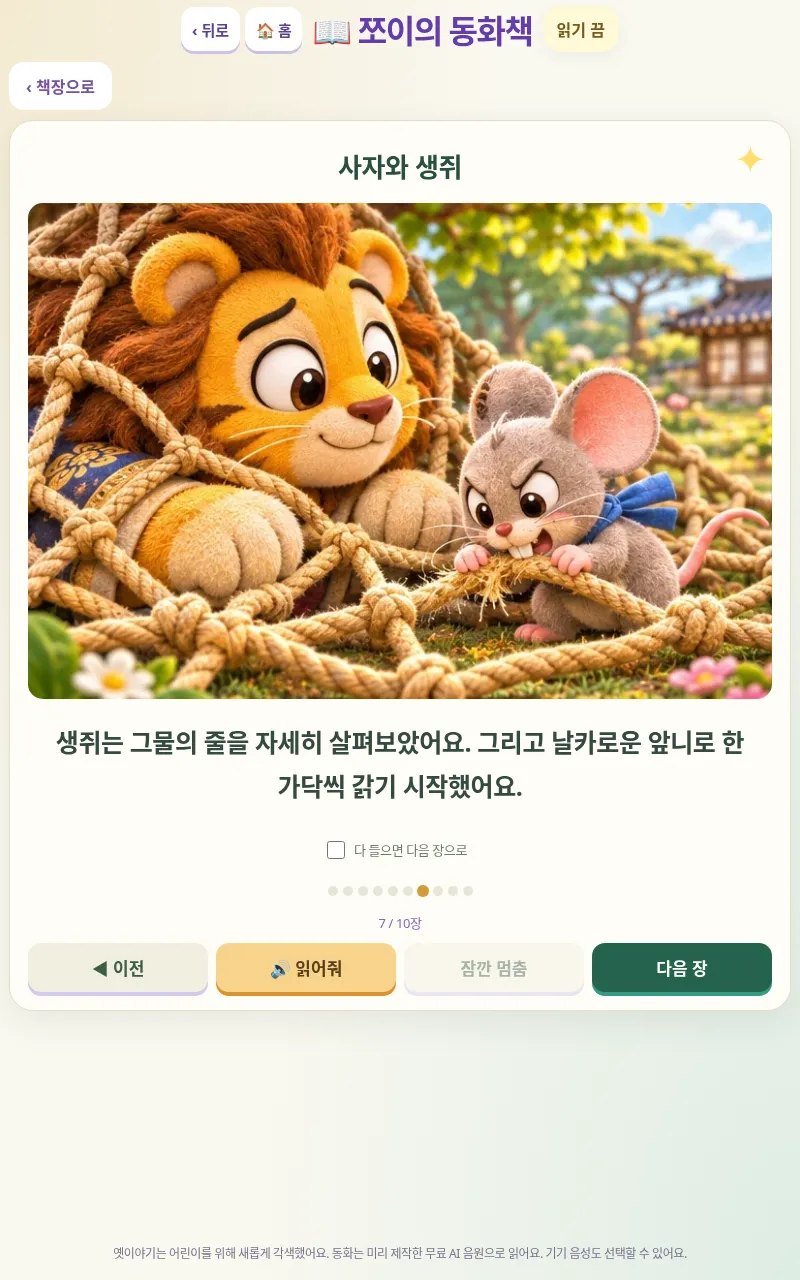 ‹ 뒤로
🏠 홈
📖 쪼이의 동화책
읽기 끝
‹ 책장으로
사자와 생쥐
생쥐는 그물의 줄을 자세히 살펴보았어요. 그리고 날카로운 앞니로 한
가닥씩 갉기 시작했어요.
다 들으면 다음 장으로
7 / 10장
◀ 이전
🔊 읽어줘
잠깐 멈춤
다음 장
옛이야기는 어린이를 위해 새롭게 각색했어요. 동화는 미리 제작한 무료 AI 음원으로 읽어요. 기기 음성도 선택할 수 있어요.